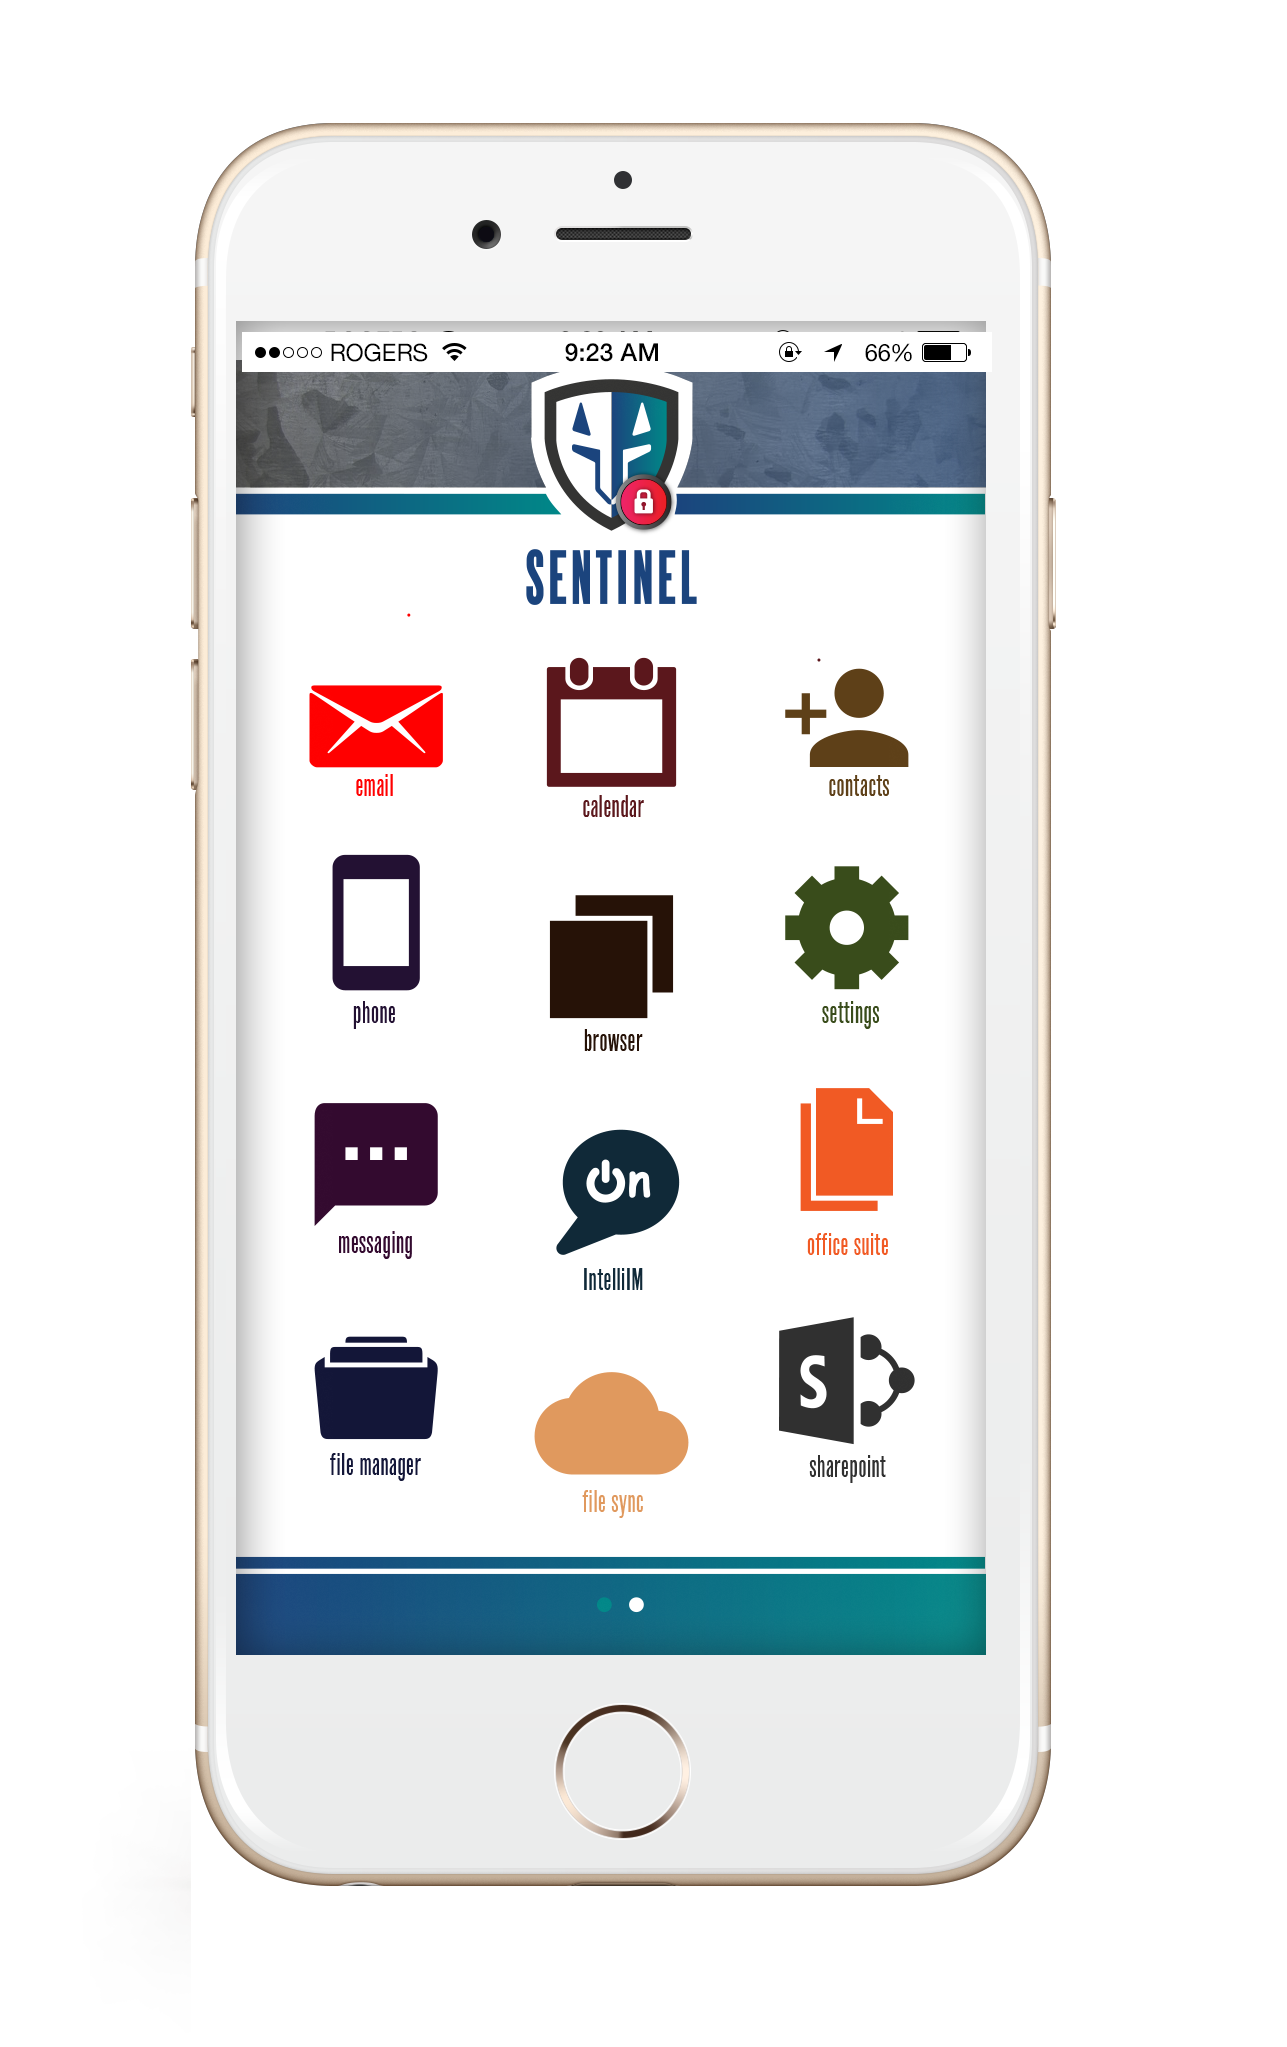 ROGERS 9:23 AM 66%
SENTINEL
email
calendar
contacts
phone
browser
settings
messaging
On
IntelliIM
office suite
file manager
S
file sync
sharepoint